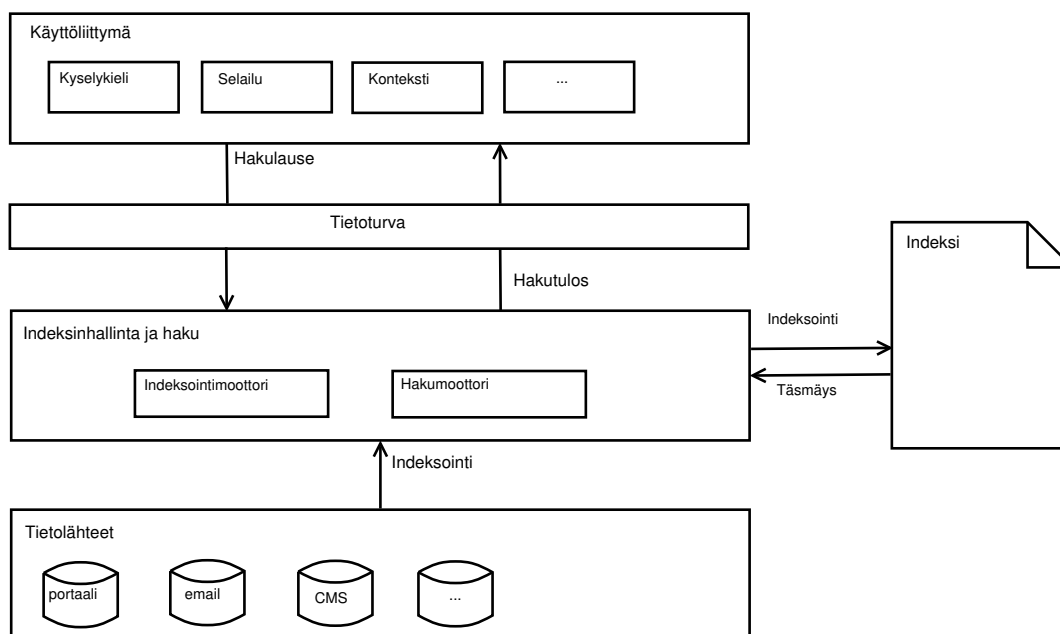 Käyttöliittymä
Kyselykieli
Selailu
Konteksti
...
Hakulause
Tietoturva
Indeksi
Hakutulos
Indeksinhallinta ja haku
Indeksointi
Indeksointimoottori
Hakumoottori
Täsmäys
Indeksointi
Tietolähteet
portaali
email
CMS
...